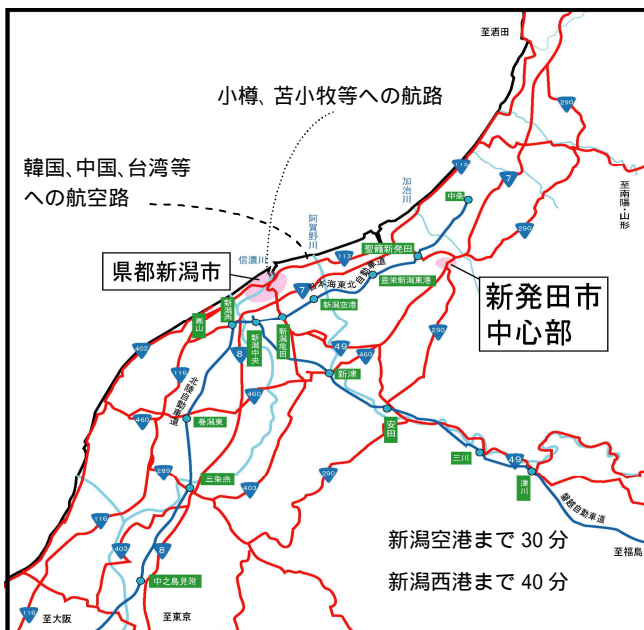 至酒田
小樽、苫小牧等への航路
290
113
7
韓国、中国、台湾等
への航空路
加治川
中条
至南陽・山形
阿賀野川
290
信濃川
聖籠新発田
113
県都新潟市
日本海東北自動車道
豊栄新潟東港
7
新潟空港
新発田市
中心部
新潟西
高山
新潟中央
新潟亀田
290
402
8
49
460
116
北陸自動車道
新津
460
460
巻潟東
安田
289
三川
49
津川
三条燕
403
290
磐越自動車道
116
403
8
新潟空港まで 30 分
至福島
中之島見附
新潟西港まで 40 分
116
至大阪
至東京